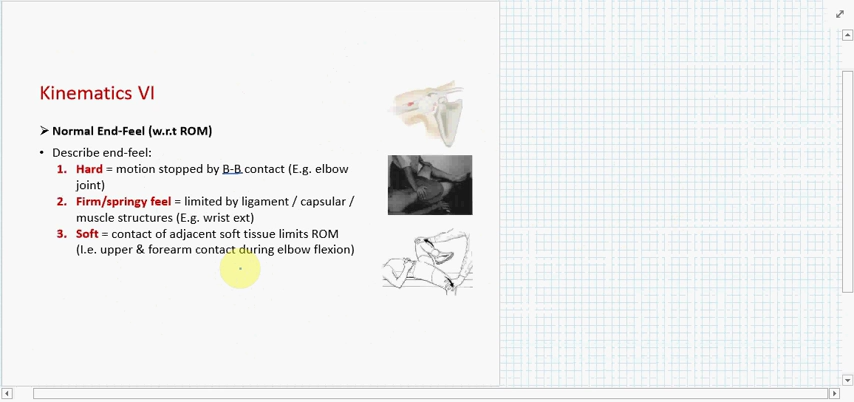 Kinematics VI
➤ Normal End-Feel (w.r.t ROM)
• Describe end-feel:
1. Hard = motion stopped by B-B contact (E.g. elbow
joint)
2. Firm/springy feel = limited by ligament / capsular /
muscle structures (E.g. wrist ext)
3. Soft = contact of adjacent soft tissue limits ROM
(I.e. upper & forearm contact during elbow flexion)